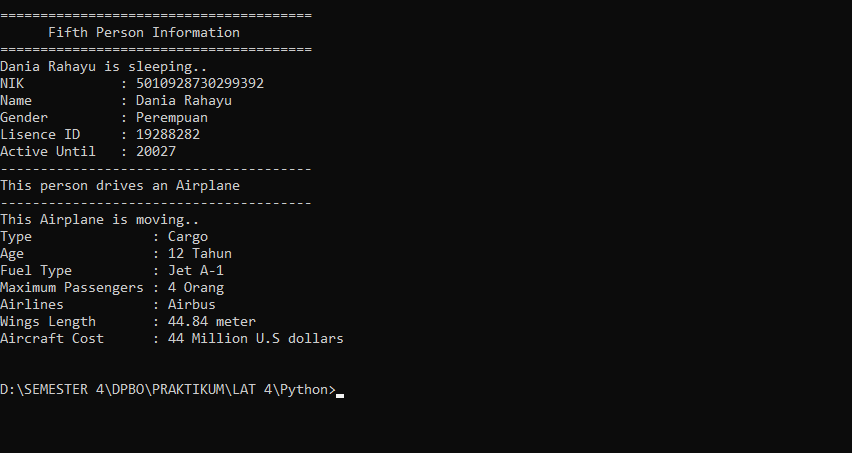 =======================================
      Fifth Person Information
=======================================
Dania Rahayu is sleeping..
NIK            : 5010928730299392
Name           : Dania Rahayu
Gender         : Perempuan
Lisence ID     : 19288282
Active Until   : 20027
---------------------------------------
This person drives an Airplane
---------------------------------------
This Airplane is moving..
Type               : Cargo
Age                : 12 Tahun
Fuel Type          : Jet A-1
Maximum Passengers : 4 Orang
Airlines           : Airbus
Wings Length       : 44.84 meter
Aircraft Cost      : 44 Million U.S dollars
D:\SEMESTER 4\DPBO\PRAKTIKUM\LAT 4\Python>